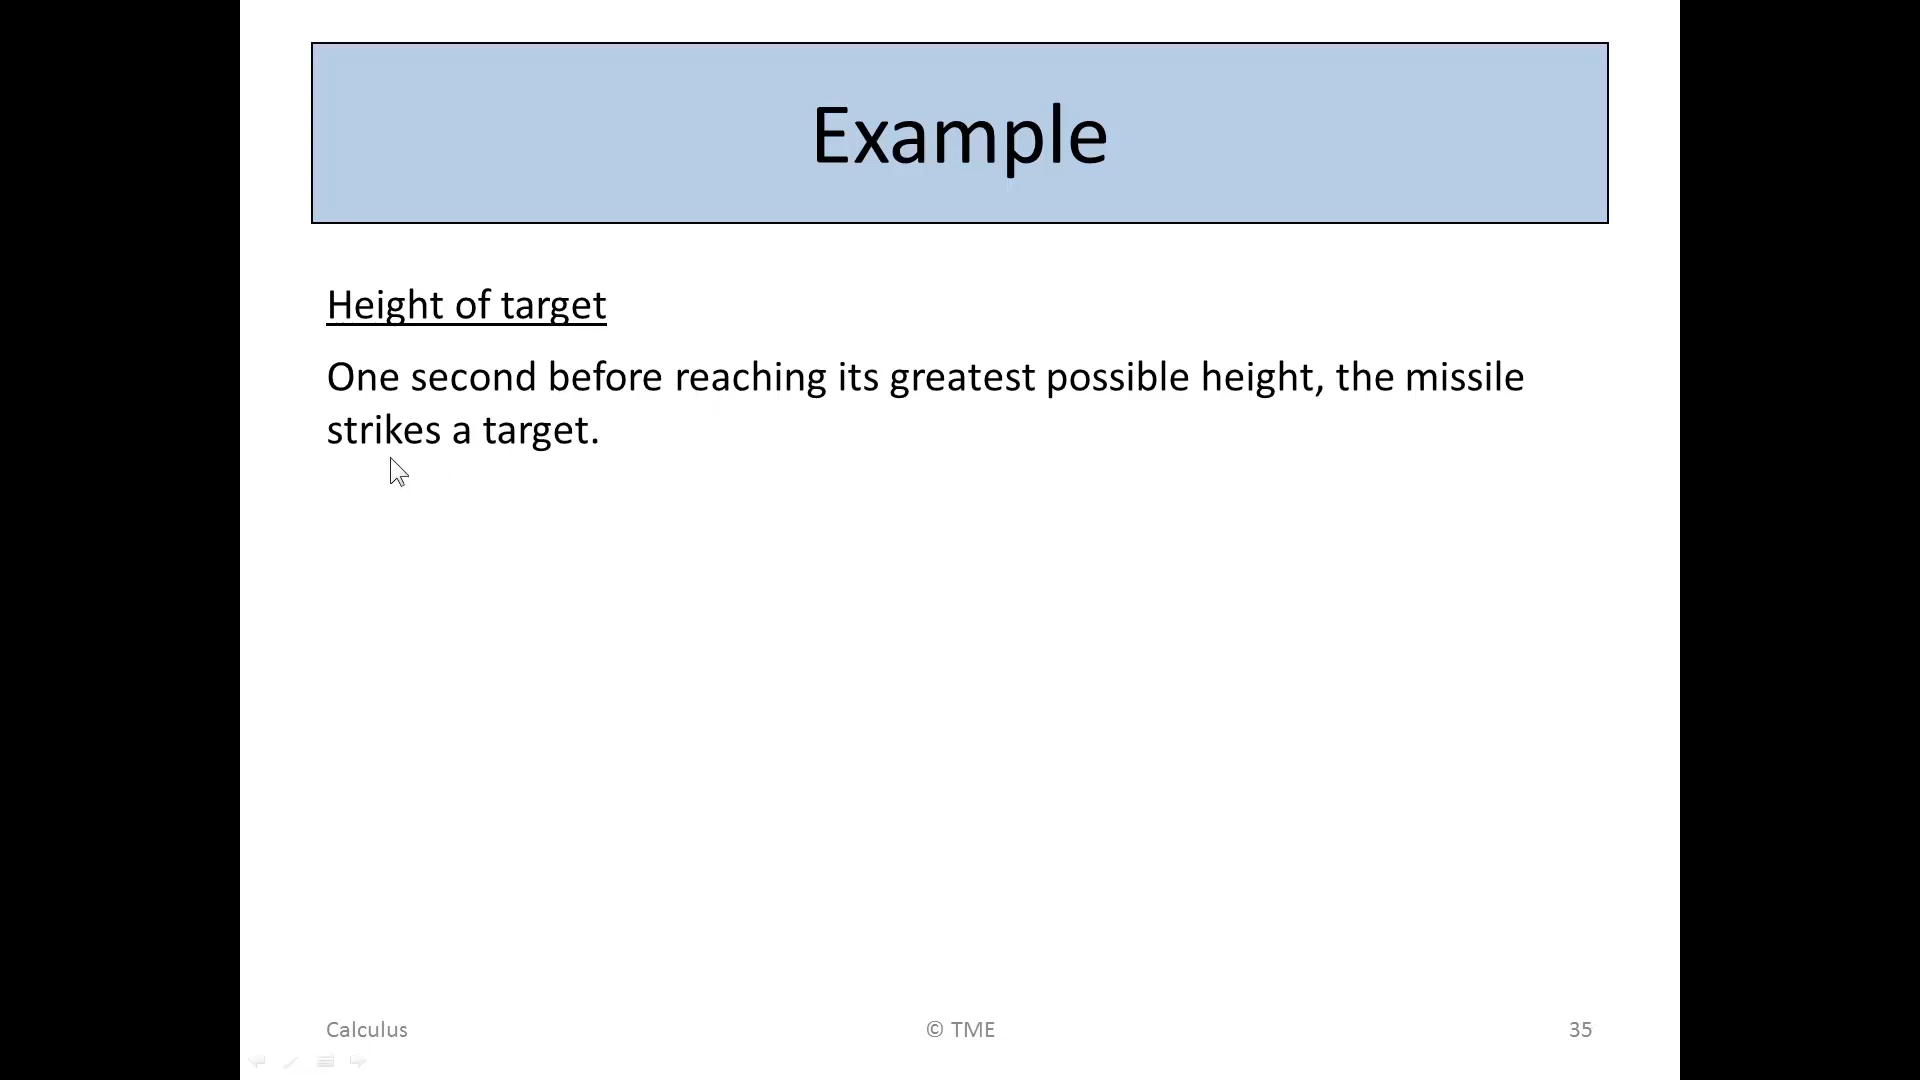 Example
Height of target
One second before reaching its greatest possible height, the missile
strikes a target.
Calculus
© TME
35